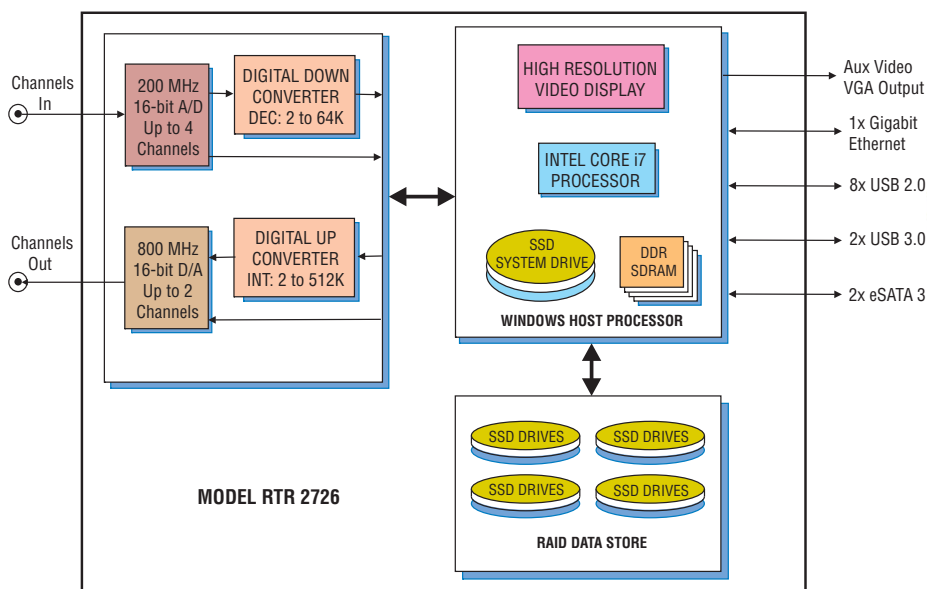 Channels
In
200 MHz
16-bit A/D
Up to 4
Channels
DIGITAL DOWN
CONVERTER
DEC: 2 to 64K
Channels
Out
800 MHz
16-bit D/A
Up to 2
Channels
DIGITAL UP
CONVERTER
INT: 2 to 512K
MODEL RTR 2726
HIGH RESOLUTION
VIDEO DISPLAY
INTEL CORE i7
PROCESSOR
SSD
SYSTEM DRIVE
DDR
SDRAM
WINDOWS HOST PROCESSOR
Aux Video
VGA Output
1x Gigabit
Ethernet
8x USB 2.0
2x USB 3.0
2x eSATA 3
SSD DRIVES
SSD DRIVES
SSD DRIVES
SSD DRIVES
RAID DATA STORE